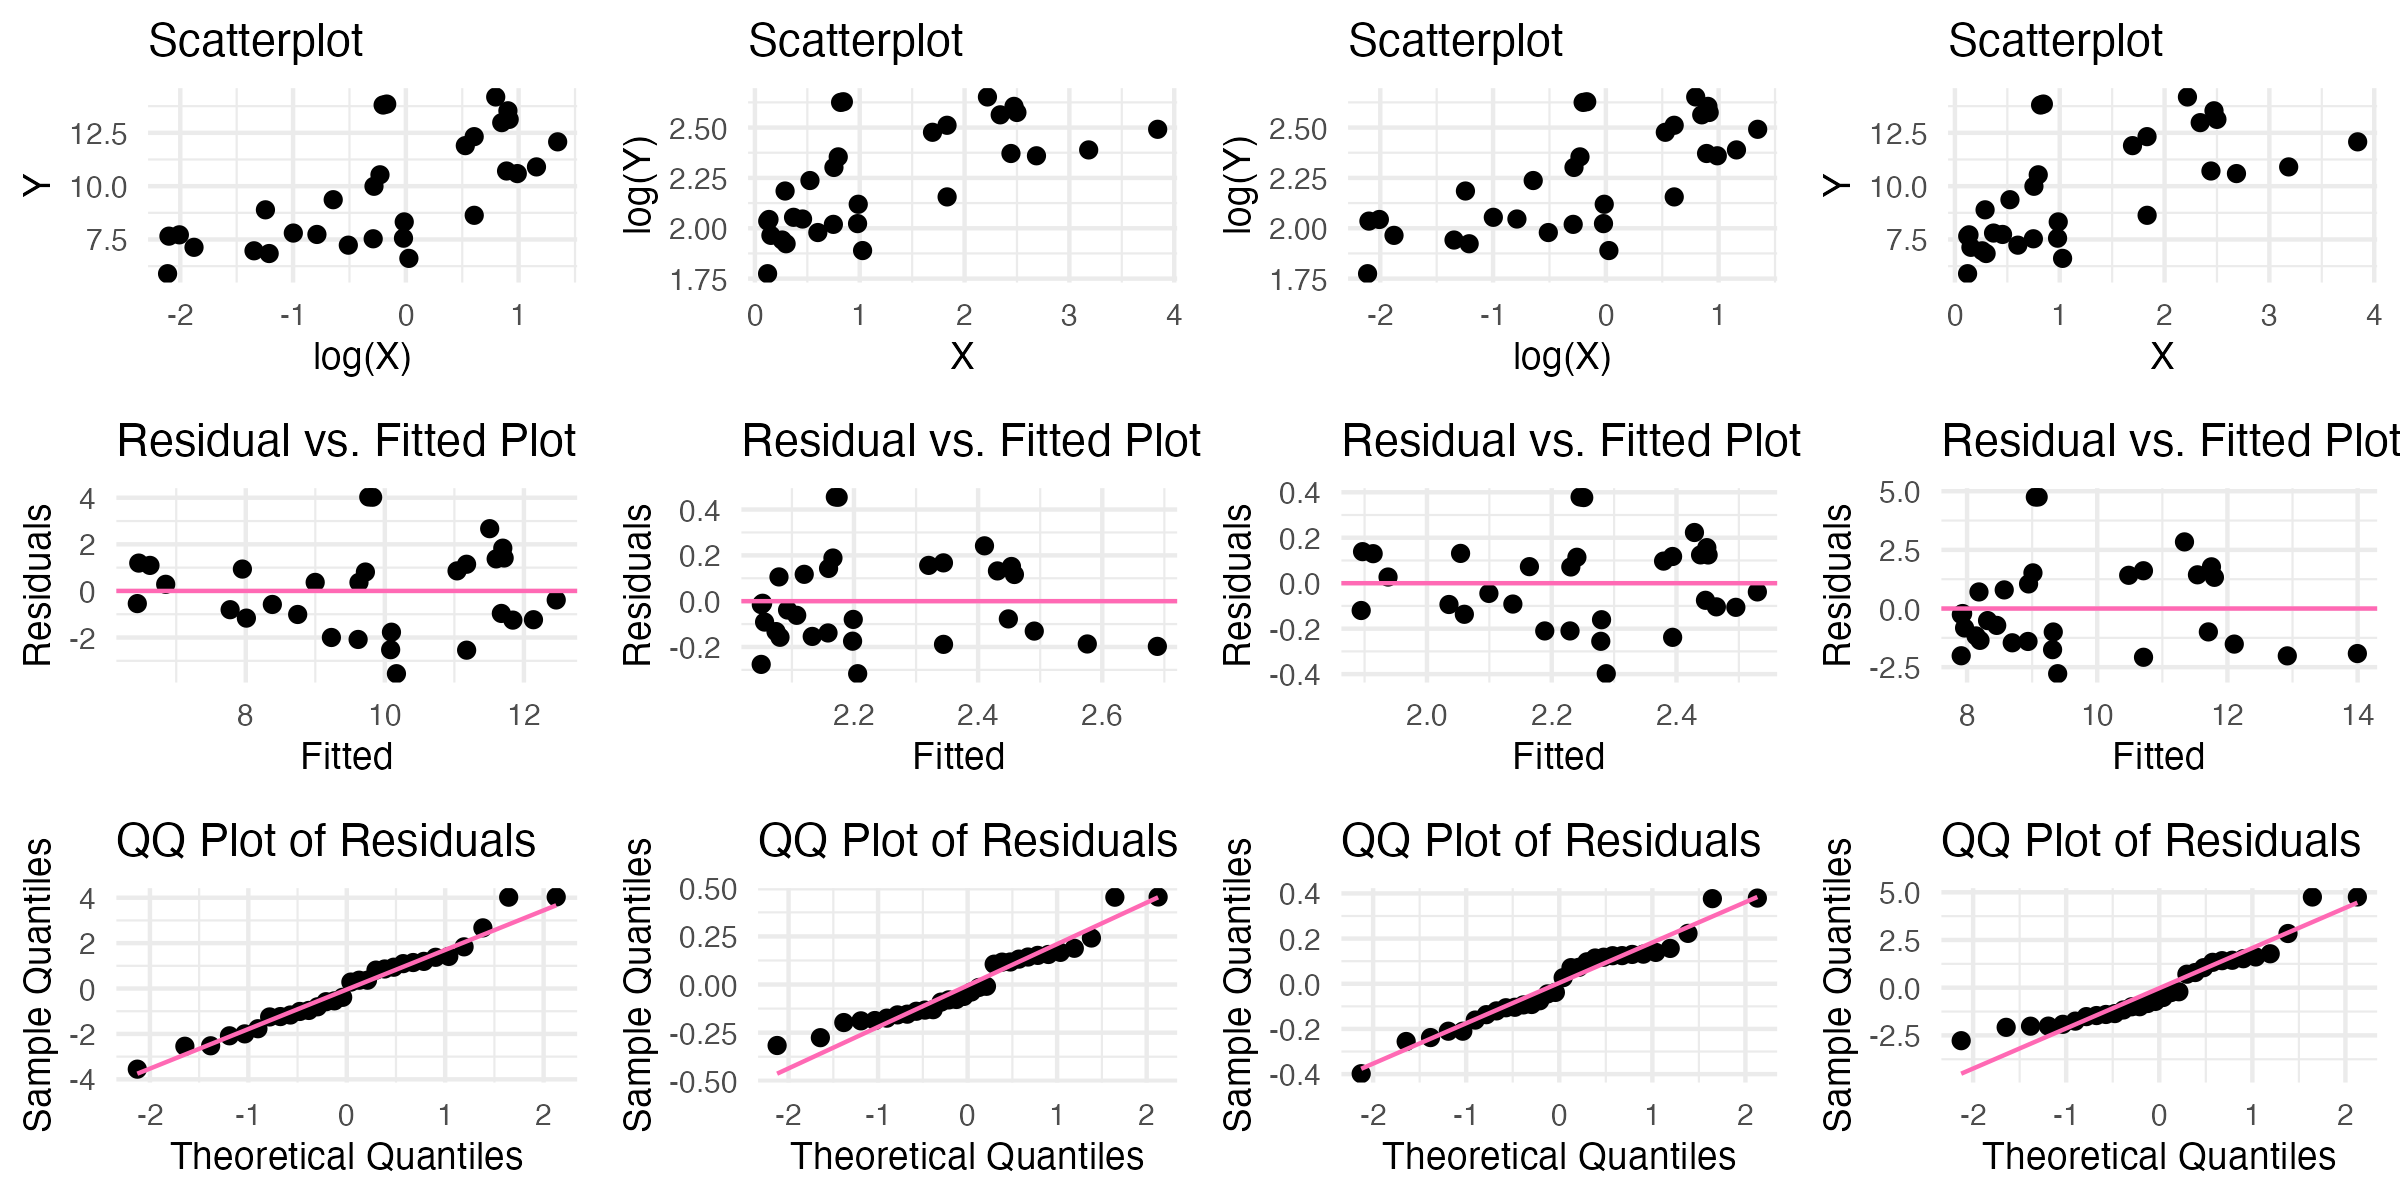 Scatterplot Scatterplot Scatterplot Scatterplot
Y
12.5
10.0
7.5
-2 -1 0 1
log(X)
log(Y)
2.50
2.25
2.00
1.75
0 1 2 3 4
X
log(Y)
2.50
2.25
2.00
1.75
-2 -1 0 1
log(X)
Y
12.5
10.0
7.5
0 1 2 3 4
X
Residual vs. Fitted Plot Residual vs. Fitted Plot Residual vs. Fitted Plot Residual vs. Fitted Plot
Residuals
4
2
0
-2
8 10 12
Fitted
Residuals
0.4
0.2
0.0
-0.2
2.2 2.4 2.6
Fitted
Residuals
0.4
0.2
0.0
-0.2
-0.4
2.0 2.2 2.4
Fitted
Residuals
5.0
2.5
0.0
-2.5
8 10 12 14
Fitted
QQ Plot of Residuals QQ Plot of Residuals QQ Plot of Residuals QQ Plot of Residuals
Sample Quantiles
4
2
0
-2
-4
-2 -1 0 1 2
Theoretical Quantiles
Sample Quantiles
0.50
0.25
0.00
-0.25
-0.50
-2 -1 0 1 2
Theoretical Quantiles
Sample Quantiles
0.4
0.2
0.0
-0.2
-0.4
-2 -1 0 1 2
Theoretical Quantiles
Sample Quantiles
5.0
2.5
0.0
-2.5
-2 -1 0 1 2
Theoretical Quantiles